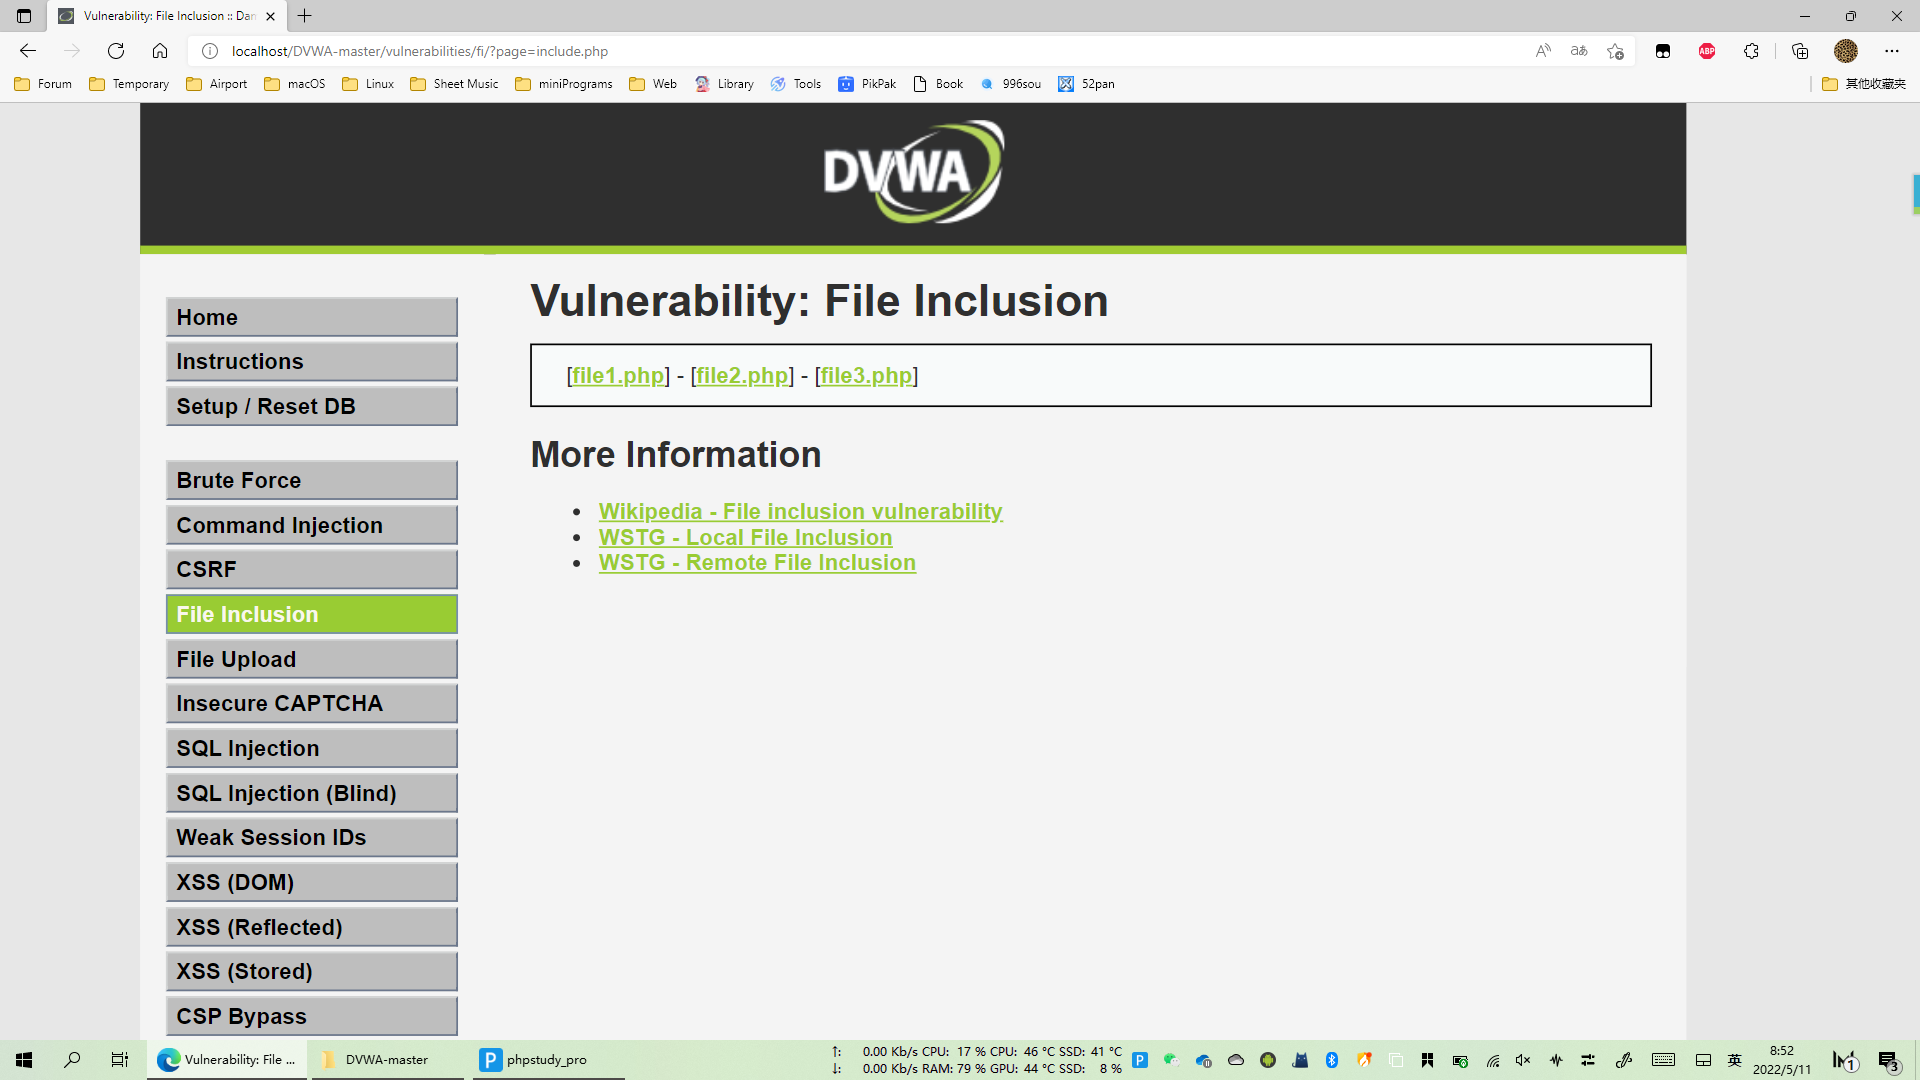 Vulnerability: File Inclusion :: Dam
localhost/DVWA-master/vulnerabilities/fi/?page=include.php
Forum Temporary Airport macOS Linux Sheet Music miniPrograms Web Library Tools PikPak Book 996sou 52pan 其他收藏夹
DVWA
Home
Instructions
Setup / Reset DB
Brute Force
Command Injection
CSRF
File Inclusion
File Upload
Insecure CAPTCHA
SQL Injection
SQL Injection (Blind)
Weak Session IDs
XSS (DOM)
XSS (Reflected)
XSS (Stored)
CSP Bypass
Vulnerability: File Inclusion
[file1.php] - [file2.php] - [file3.php]
More Information
• Wikipedia - File inclusion vulnerability
• WSTG - Local File Inclusion
• WSTG - Remote File Inclusion
Vulnerability: File ... DVWA-master phpstudy_pro
↑: 0.00 Kb/s CPU: 17 % CPU: 46 °C SSD: 41 °C
↓: 0.00 Kb/s RAM: 79 % GPU: 44 °C SSD: 8 %
英
8:52
2022/5/11
1
3